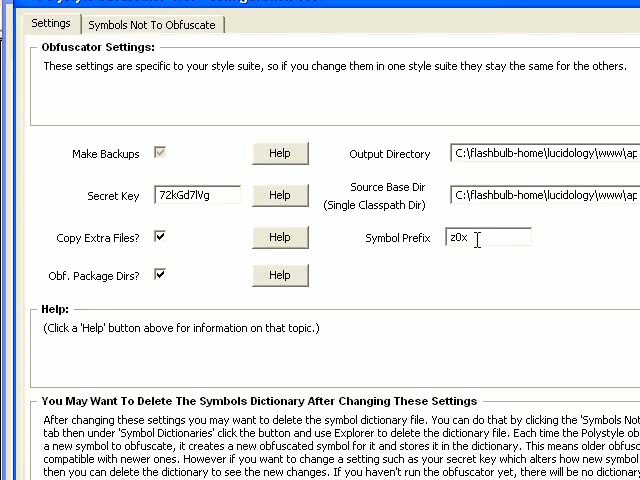 Settings
Symbols Not To Obfuscate
Obfuscator Settings:
These settings are specific to your style suite, so if you change them in one style suite they stay the same for the others.
Make Backups
Help
Output Directory
C:\flashbulb-home\lucidology\www\ap
Secret Key
72kGd7lVg
Help
Source Base Dir
(Single Classpath Dir)
C:\flashbulb-home\lucidology\www\ap
Copy Extra Files?
Help
Symbol Prefix
z0x
Obf. Package Dirs?
Help
Help:
(Click a 'Help' button above for information on that topic.)
You May Want To Delete The Symbols Dictionary After Changing These Settings
After changing these settings you may want to delete the symbol dictionary file. You can do that by clicking the 'Symbols Not
tab then under 'Symbol Dictionaries' click the button and use Explorer to delete the dictionary file. Each time the Polystyle ob
a new symbol to obfuscate, it creates a new obfuscated symbol for it and stores it in the dictionary. This means older obfusc
compatible with newer ones. However if you want to change a setting such as your secret key which alters how new symbol
then you can delete the dictionary to see the new changes. If you haven't run the obfuscator yet, there will be no dictionary